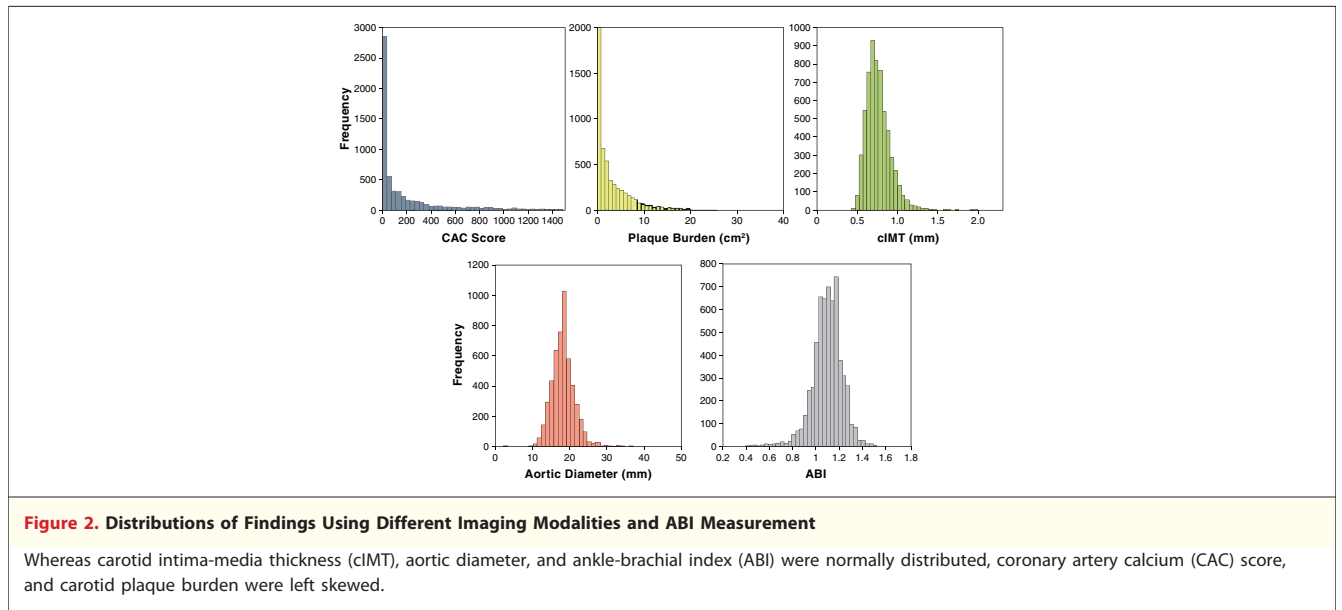 3000
2500
2000
1500
1000
500
0
Frequency
0 200 400 600 800 1000 1200 1400
CAC Score
2000
1500
1000
500
0
0 10 20 30 40
Plaque Burden (cm²)
1000
900
800
700
600
500
400
300
200
100
0
0 0.5 1.0 1.5 2.0
cIMT (mm)
1200
1000
800
600
400
200
0
Frequency
0 10 20 30 40 50
Aortic Diameter (mm)
800
700
600
500
400
300
200
100
0
0.2 0.4 0.6 0.8 1 1.2 1.4 1.6 1.8
ABI
Figure 2. Distributions of Findings Using Different Imaging Modalities and ABI Measurement
Whereas carotid intima-media thickness (cIMT), aortic diameter, and ankle-brachial index (ABI) were normally distributed, coronary artery calcium (CAC) score,
and carotid plaque burden were left skewed.